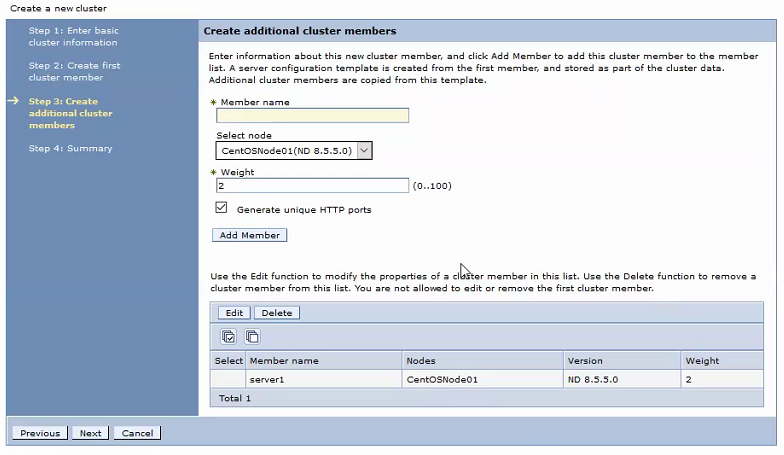 Create a new cluster
Step 1: Enter basic
cluster information
Step 2: Create first
cluster member
Step 3: Create
additional cluster
members
Step 4: Summary
Create additional cluster members
Enter information about this new cluster member, and click Add Member to add this cluster member to the member
list. A server configuration template is created from the first member, and stored as part of the cluster data.
Additional cluster members are copied from this template.
* Member name
Select node
CentOSNode01(ND 8.5.5.0)
* Weight
2 (0..100)
Generate unique HTTP ports
Add Member
Use the Edit function to modify the properties of a cluster member in this list. Use the Delete function to remove a
cluster member from this list. You are not allowed to edit or remove the first cluster member.
Edit Delete
Select Member name Nodes Version Weight
server1 CentOSNode01 ND 8.5.5.0 2
Total 1
Previous Next Cancel